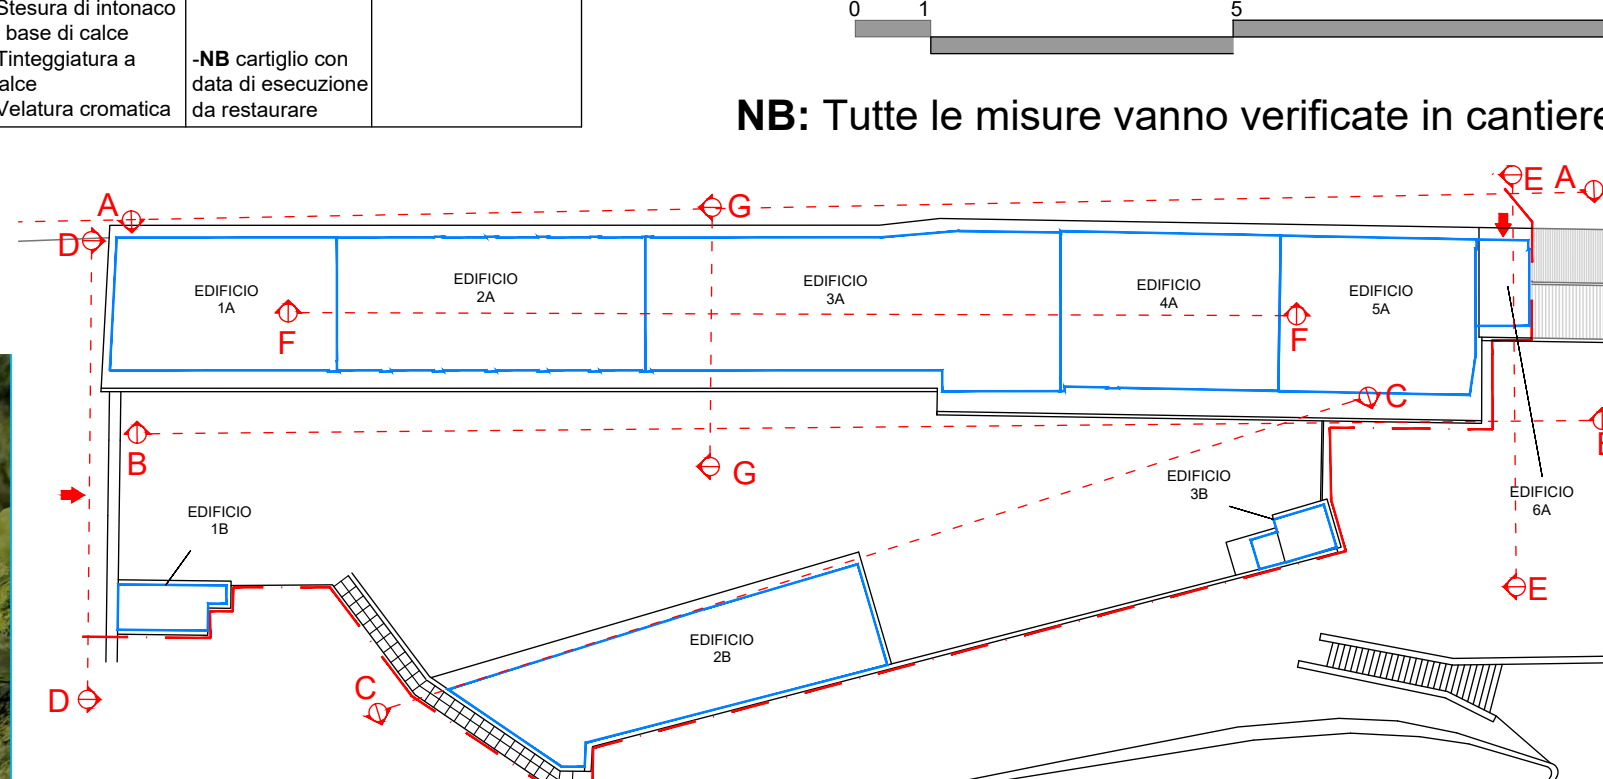 Stesura di intonaco
base di calce
Tinteggiatura a
alce
Velatura cromatica
-NB cartiglio con
data di esecuzione
da restaurare
0 1 5
NB: Tutte le misure vanno verificate in cantiere
A
G
E
A
D
EDIFICIO
1A
EDIFICIO
2A
EDIFICIO
3A
EDIFICIO
4A
EDIFICIO
5A
F
F
C
B
G
EDIFICIO
1B
EDIFICIO
3B
EDIFICIO
6A
E
EDIFICIO
2B
C
D